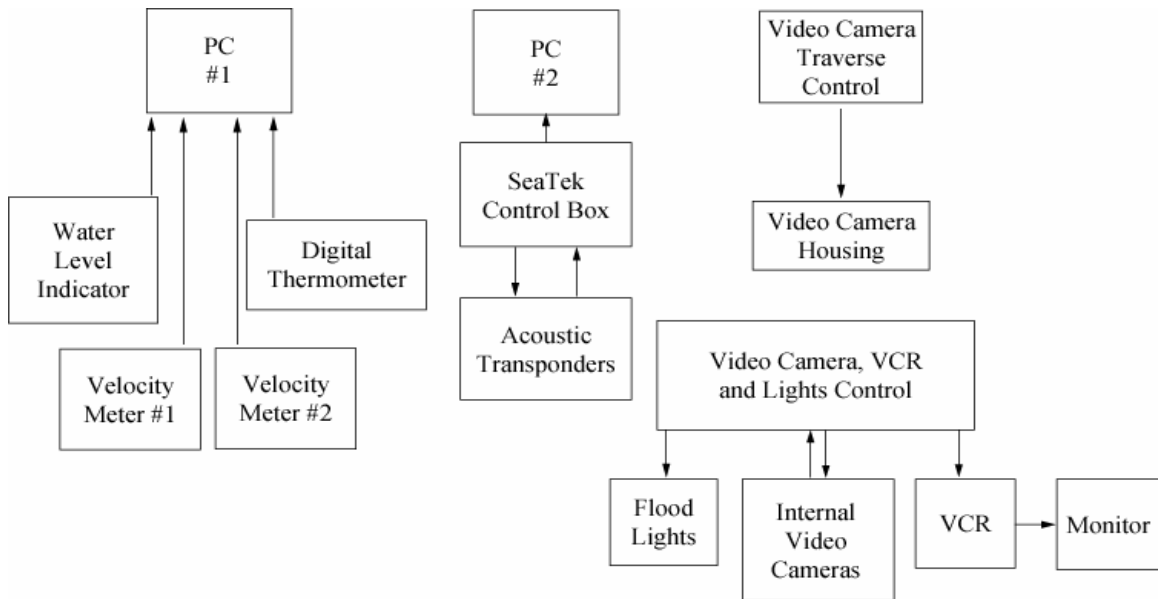 PC
#1
PC
#2
Video Camera
Traverse
Control
SeaTek
Control Box
Water
Level
Indicator
Digital
Thermometer
Video Camera
Housing
Acoustic
Transponders
Velocity
Meter #1
Velocity
Meter #2
Video Camera, VCR
and Lights Control
Flood
Lights
Internal
Video
Cameras
VCR
Monitor